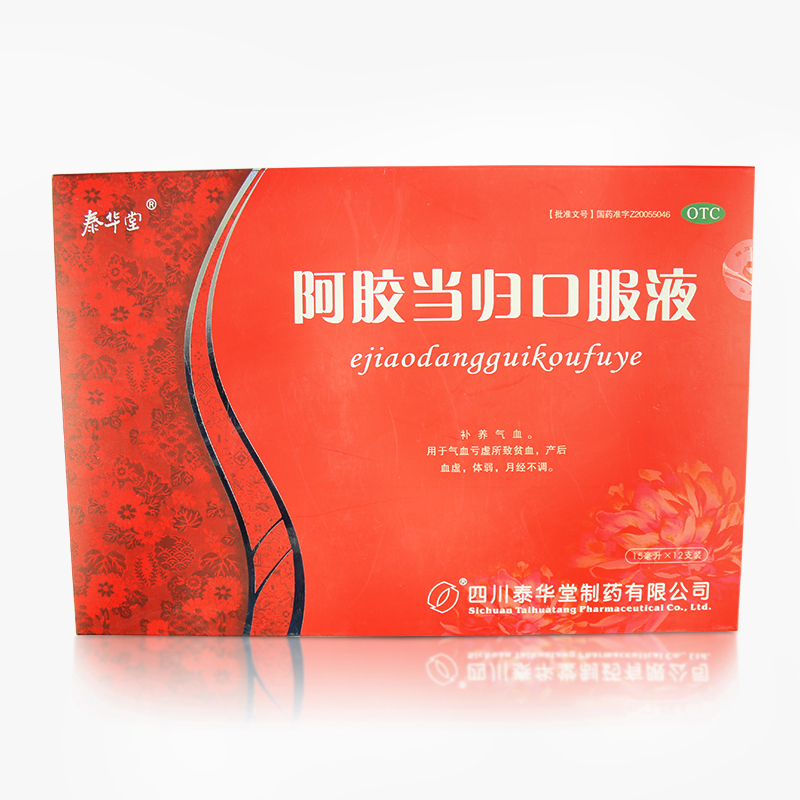 泰华堂®
【批准文号】国药准字Z20055046
OTC
阿胶当归口服液
ejiaodangguikoufuye
补养气血。
用于气血亏虚所致贫血，产后
血虚，体弱，月经不调。
15毫升×12支装
®四川泰华堂制药有限公司
Sichuan Taihuatang Pharmaceutical Co., Ltd.